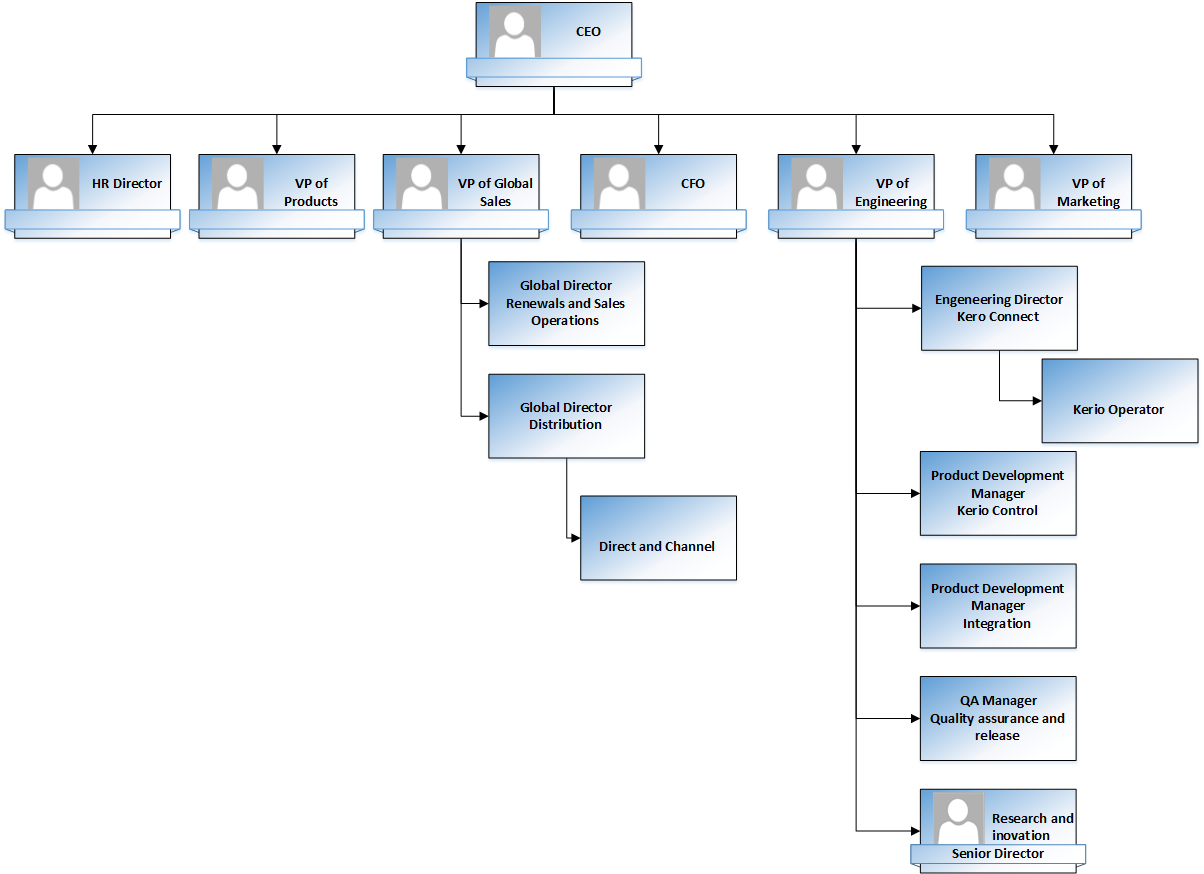 CEO
HR Director
VP of
Products
VP of Global
Sales
CFO
VP of
Engineering
VP of
Marketing
Global Director
Renewals and Sales
Operations
Global Director
Distribution
Direct and Channel
Engeneering Director
Kero Connect
Kerio Operator
Product Development
Manager
Kerio Control
Product Development
Manager
Integration
QA Manager
Quality assurance and
release
Research and
inovation
Senior Director